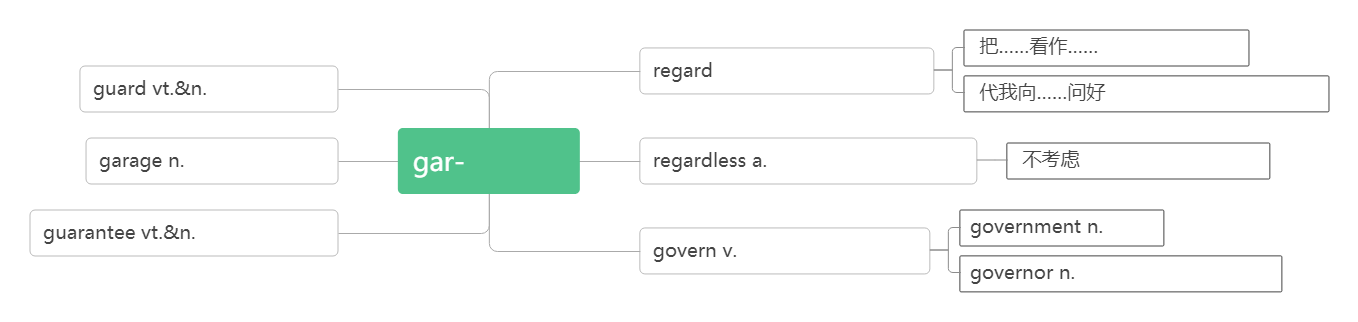 gar-
guard vt.&n.
garage n.
guarantee vt.&n.
regard
把……看作……
代我向……问好
regardless a.
不考虑
govern v.
government n.
governor n.